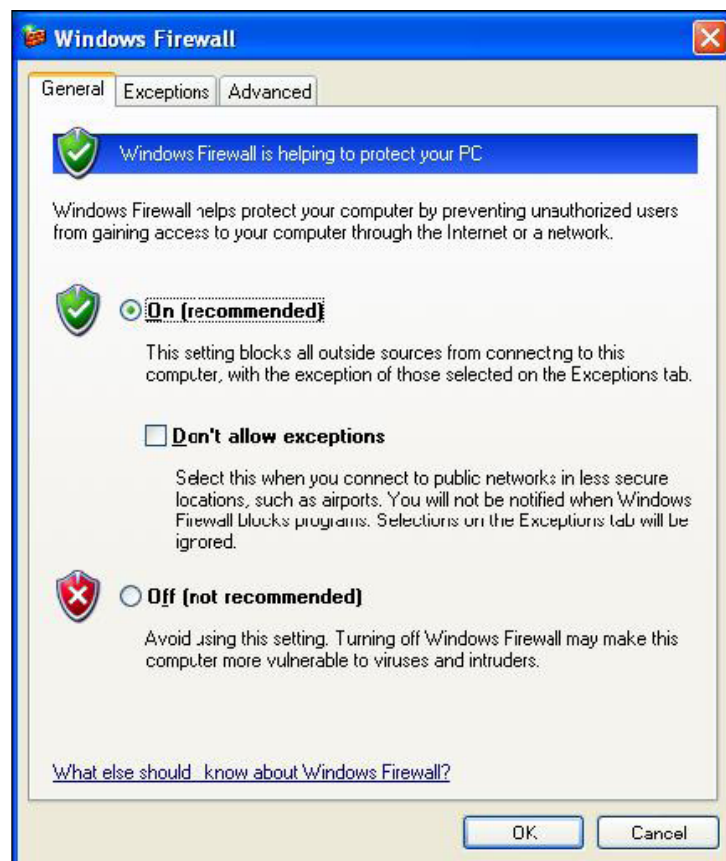 Windows Firewall
General Exceptions Advanced
Windows Firewall is helping to protect your PC
Windows Firewall helps protect your computer by preventing unauthorized users
from gaining access to your computer through the Internet or a network.
On (recommended)
This setting blocks all outside sources from connecting to this
computer, with the exception of those selected on the Exceptions tab.
Don't allow exceptions
Select this when you connect to public networks in less secure
locations, such as airports. You will not be notified when Windows
Firewall blocks programs. Selections on the Exceptions tab will be
ignored.
Off (not recommended)
Avoid using this setting. Turning off Windows Firewall may make this
computer more vulnerable to viruses and intruders.
What else should I know about Windows Firewall?
OK Cancel